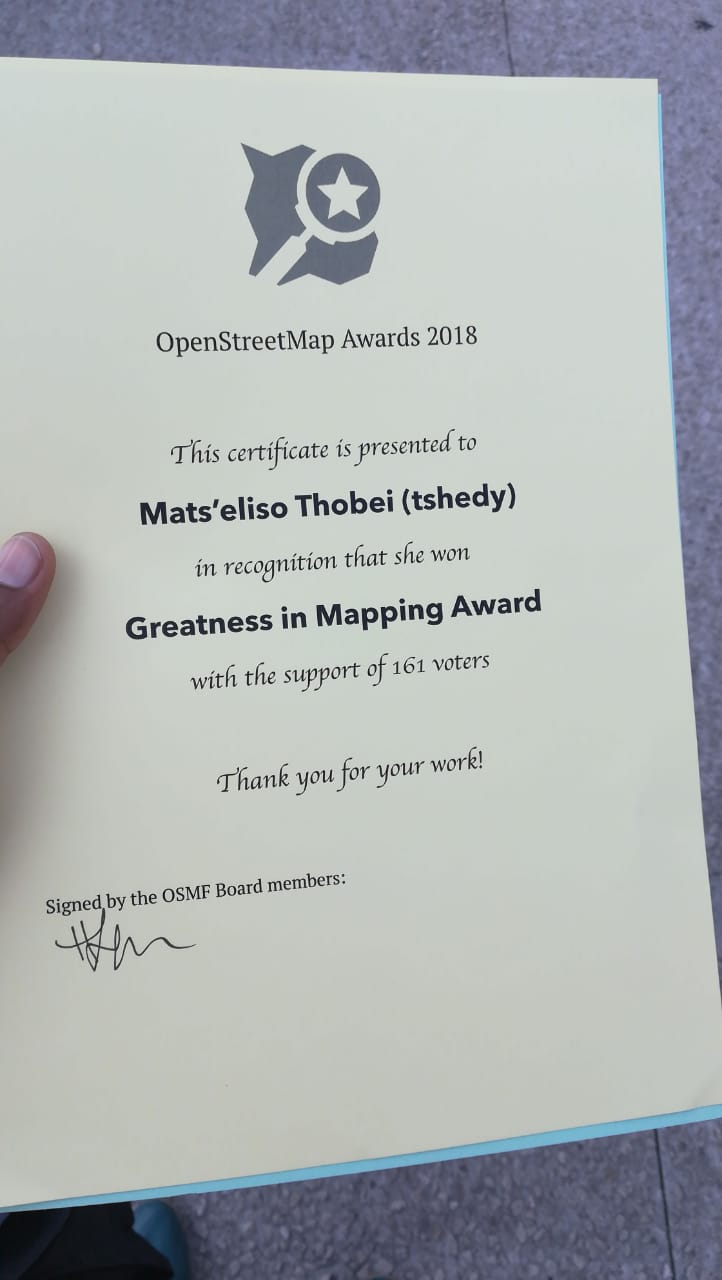 OpenStreetMap Awards 2018
This certificate is presented to
Mats'eliso Thobei (tshedy)
in recognition that she won
Greatness in Mapping Award
with the support of 161 voters
Thank you for your work!
Signed by the OSMF Board members: